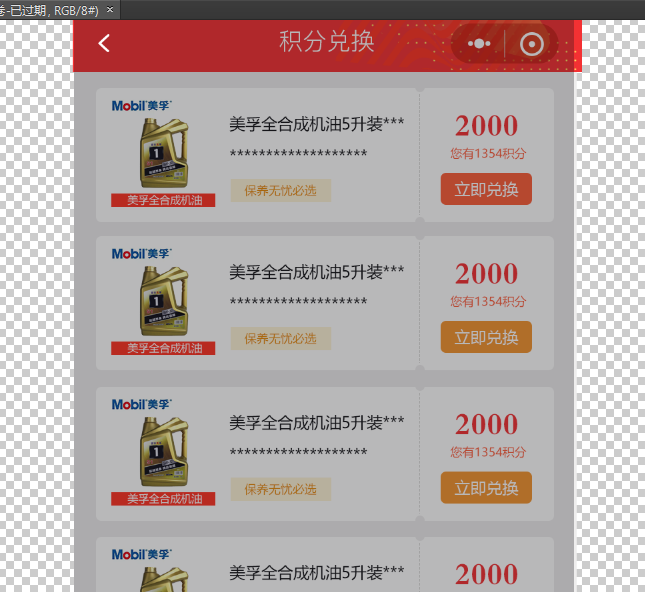 卷-已过期, RGB/8#) ×
积分兑换
Mobil 美孚
1
美孚全合成机油
美孚全合成机油5升装***
*******************
保养无忧必选
2000
您有1354积分
立即兑换
Mobil 美孚
1
美孚全合成机油
美孚全合成机油5升装***
*******************
保养无忧必选
2000
您有1354积分
立即兑换
Mobil 美孚
1
美孚全合成机油
美孚全合成机油5升装***
*******************
保养无忧必选
2000
您有1354积分
立即兑换
Mobil 美孚
美孚全合成机油5升装***
2000